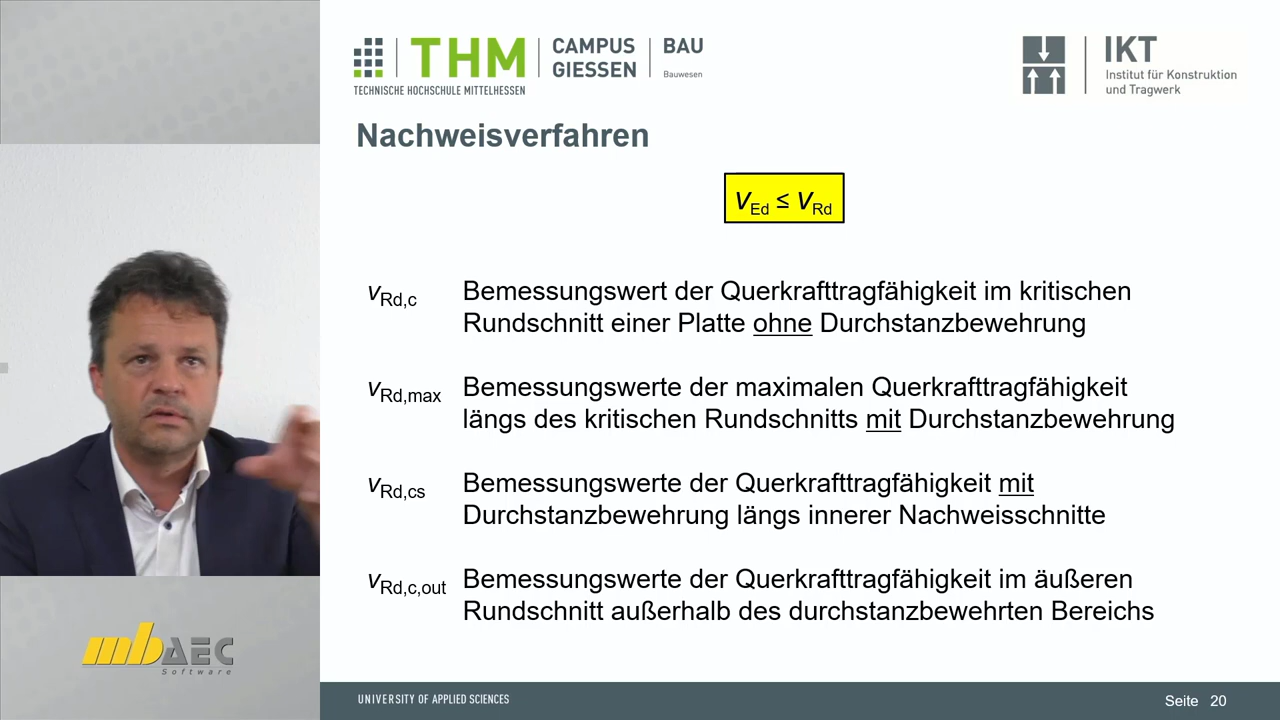 THM
CAMPUS
GIESSEN
BAU
Bauwesen
TECHNISCHE HOCHSCHULE MITTELHESSEN
IKT
Institut für Konstruktion
und Tragwerk
Nachweisverfahren
vEd ≤ vRd
vRd,c Bemessungswert der Querkrafttragfähigkeit im kritischen
Rundschnitt einer Platte ohne Durchstanzbewehrung
vRd,max Bemessungswerte der maximalen Querkrafttragfähigkeit
längs des kritischen Rundschnitts mit Durchstanzbewehrung
vRd,cs Bemessungswerte der Querkrafttragfähigkeit mit
Durchstanzbewehrung längs innerer Nachweisschnitte
vRd,c,out Bemessungswerte der Querkrafttragfähigkeit im äußeren
Rundschnitt außerhalb des durchstanzbewehrten Bereichs
mbAEC
Software
UNIVERSITY OF APPLIED SCIENCES
Seite 20